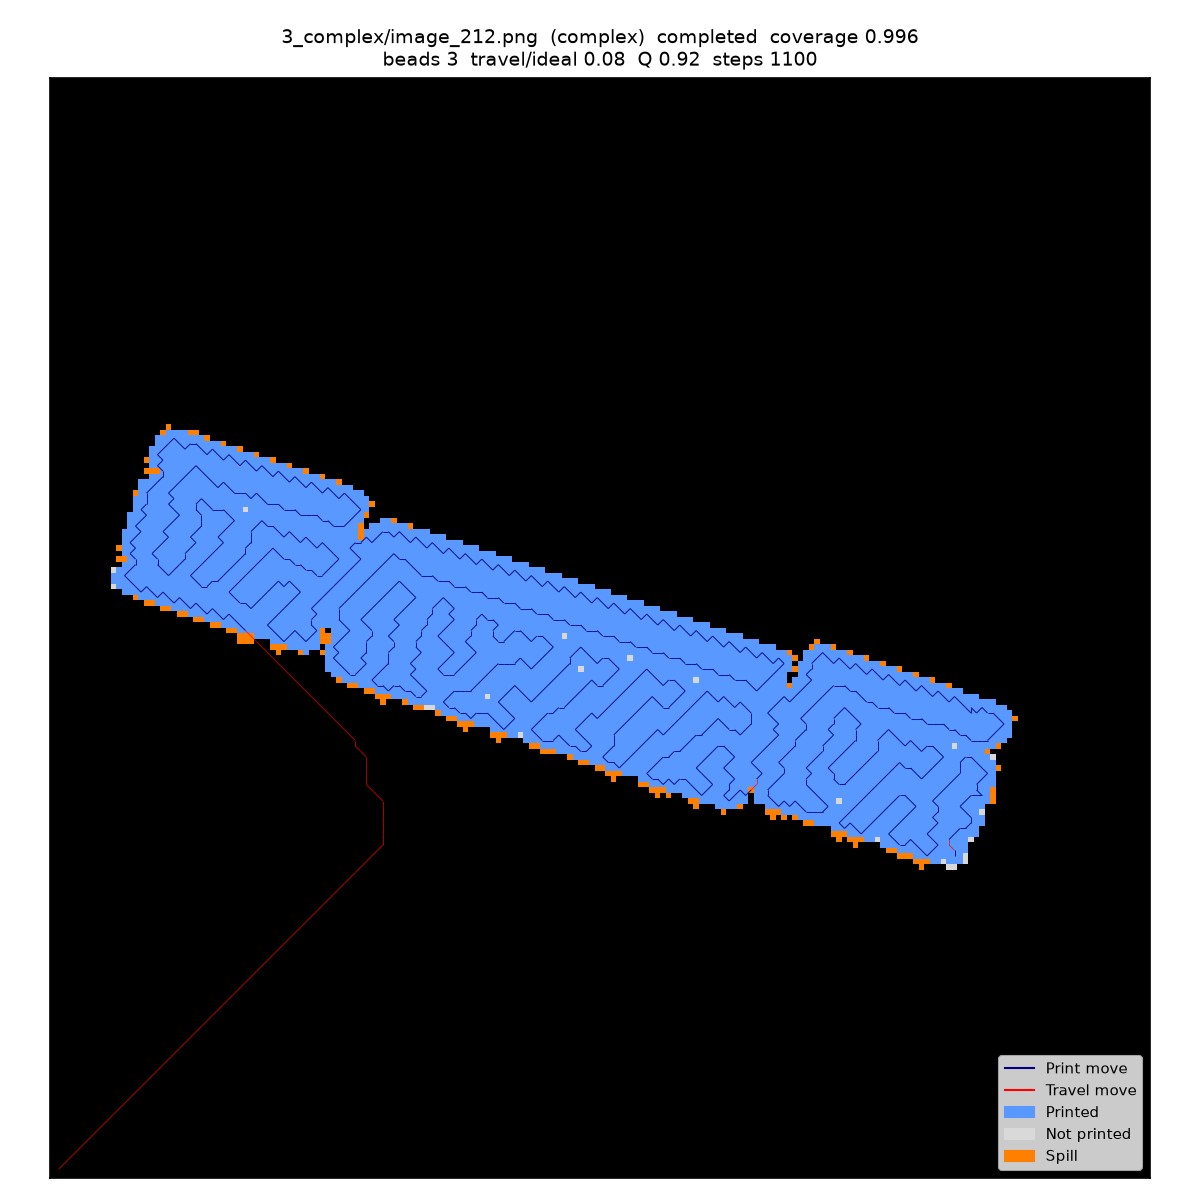 3_complex/image_212.png  (complex)  completed  coverage 0.996
beads 3  travel/ideal 0.08  Q 0.92  steps 1100
Print move
Travel move
Printed
Not printed
Spill